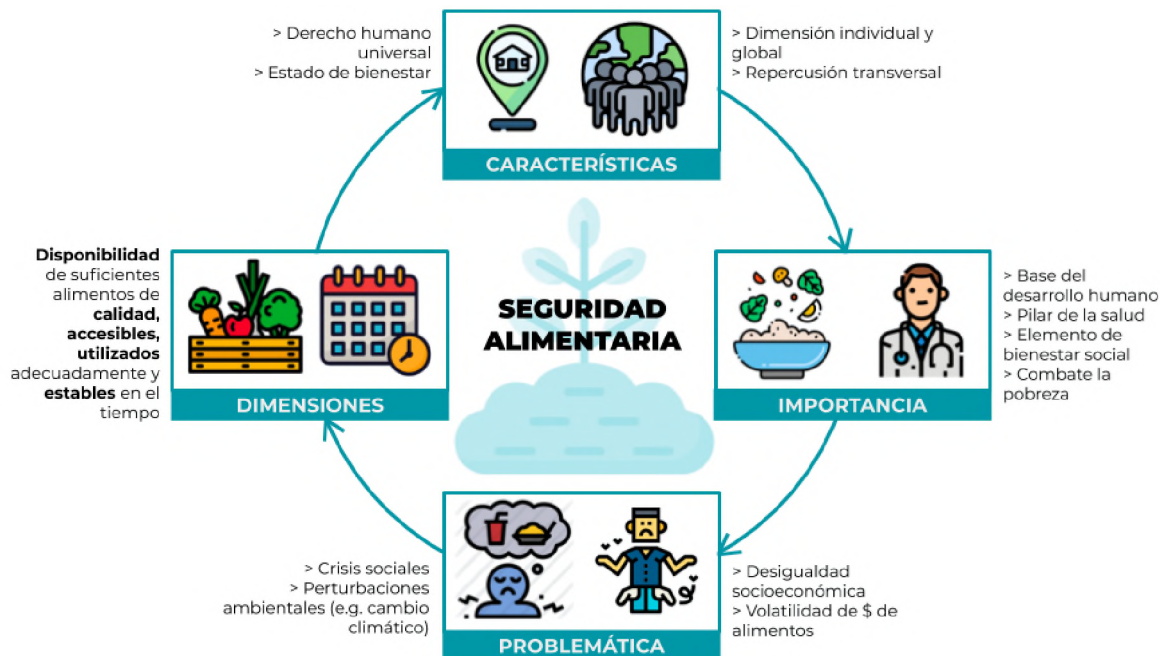 > Derecho humano
universal
> Estado de bienestar
> Dimensión individual y
global
> Repercusión transversal
CARACTERÍSTICAS
Disponibilidad
de suficientes
alimentos de
calidad,
accesibles,
utilizados
adecuadamente y
estables en el
tiempo
DIMENSIONES
SEGURIDAD
ALIMENTARIA
> Base del
desarrollo humano
> Pilar de la salud
> Elemento de
bienestar social
> Combate la
pobreza
IMPORTANCIA
> Crisis sociales
> Perturbaciones
ambientales (e.g. cambio
climático)
> Desigualdad
socioeconómica
> Volatilidad de $ de
alimentos
PROBLEMÁTICA